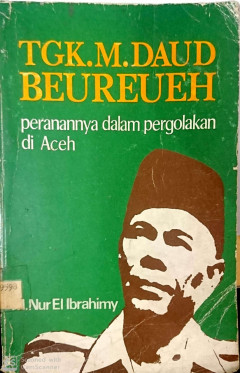 TGK.M.DAUD
BEUREUEH
peranannya dalam pergolakan
di Aceh
.Nur El Ibrahimy